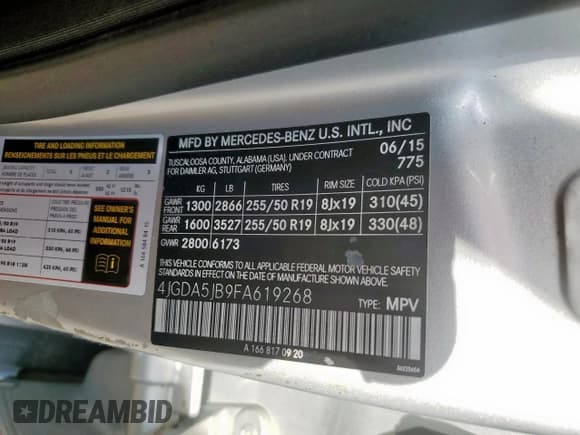 TIRE AND LOADING INFORMATION
RENSEIGNEMENTS SUR LES PNEUS ET LE CHARGEMENT
SEE OWNER'S
MANUAL FOR
ADDITIONAL
INFORMATION
MFD BY MERCEDES-BENZ U.S. INTL., INC
TUSCALOOSA COUNTY, ALABAMA (USA). UNDER CONTRACT
FOR DAIMLER AG, STUTTGART (GERMANY)
06/15
775
KG LB TIRES RIM SIZE COLD KPA(PSI)
GAWR FRONT 1300 2866 255/50 R19 8Jx19 310(45)
GAWR REAR 1600 3527 255/50 R19 8Jx19 330(48)
GVWR 2800 6173
THIS VEHICLE CONFORMS TO ALL APPLICABLE FEDERAL MOTOR VEHICLE SAFETY
STANDARDS IN EFFECT ON THE DATE OF MANUFACTURE
SHOWN ABOVE.
4JGDA5JB9FA619268
TYPE: MPV
A 166 817 09 20
DREAMBID